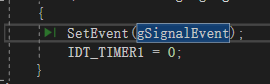 {
SetEvent(gSignalEvent);
IDT_TIMER1 = 0;
}